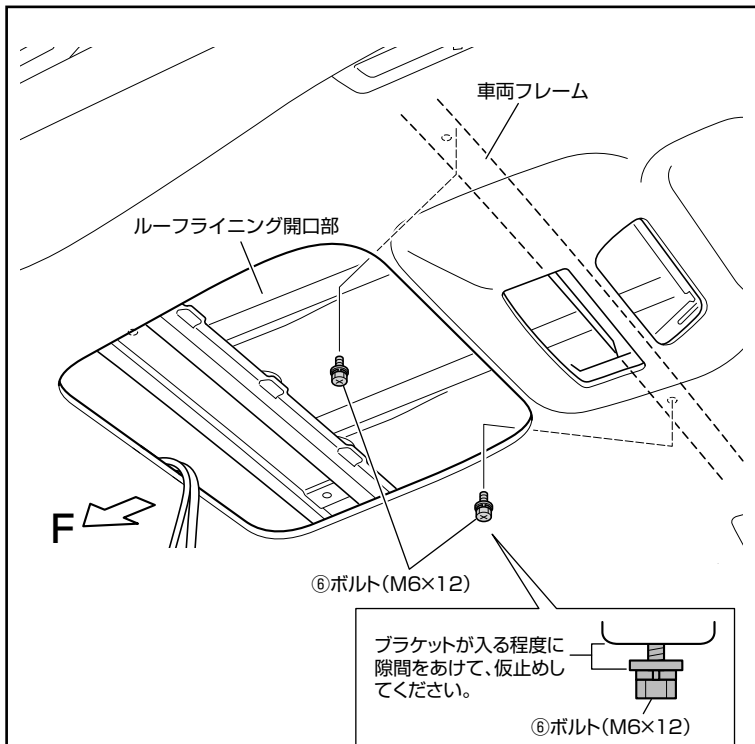 車両フレーム
ルーフライニング開口部
F
⑥ボルト(M6×12)
ブラケットが入る程度に
隙間をあけて、仮止めし
てください。
⑥ボルト(M6×12)